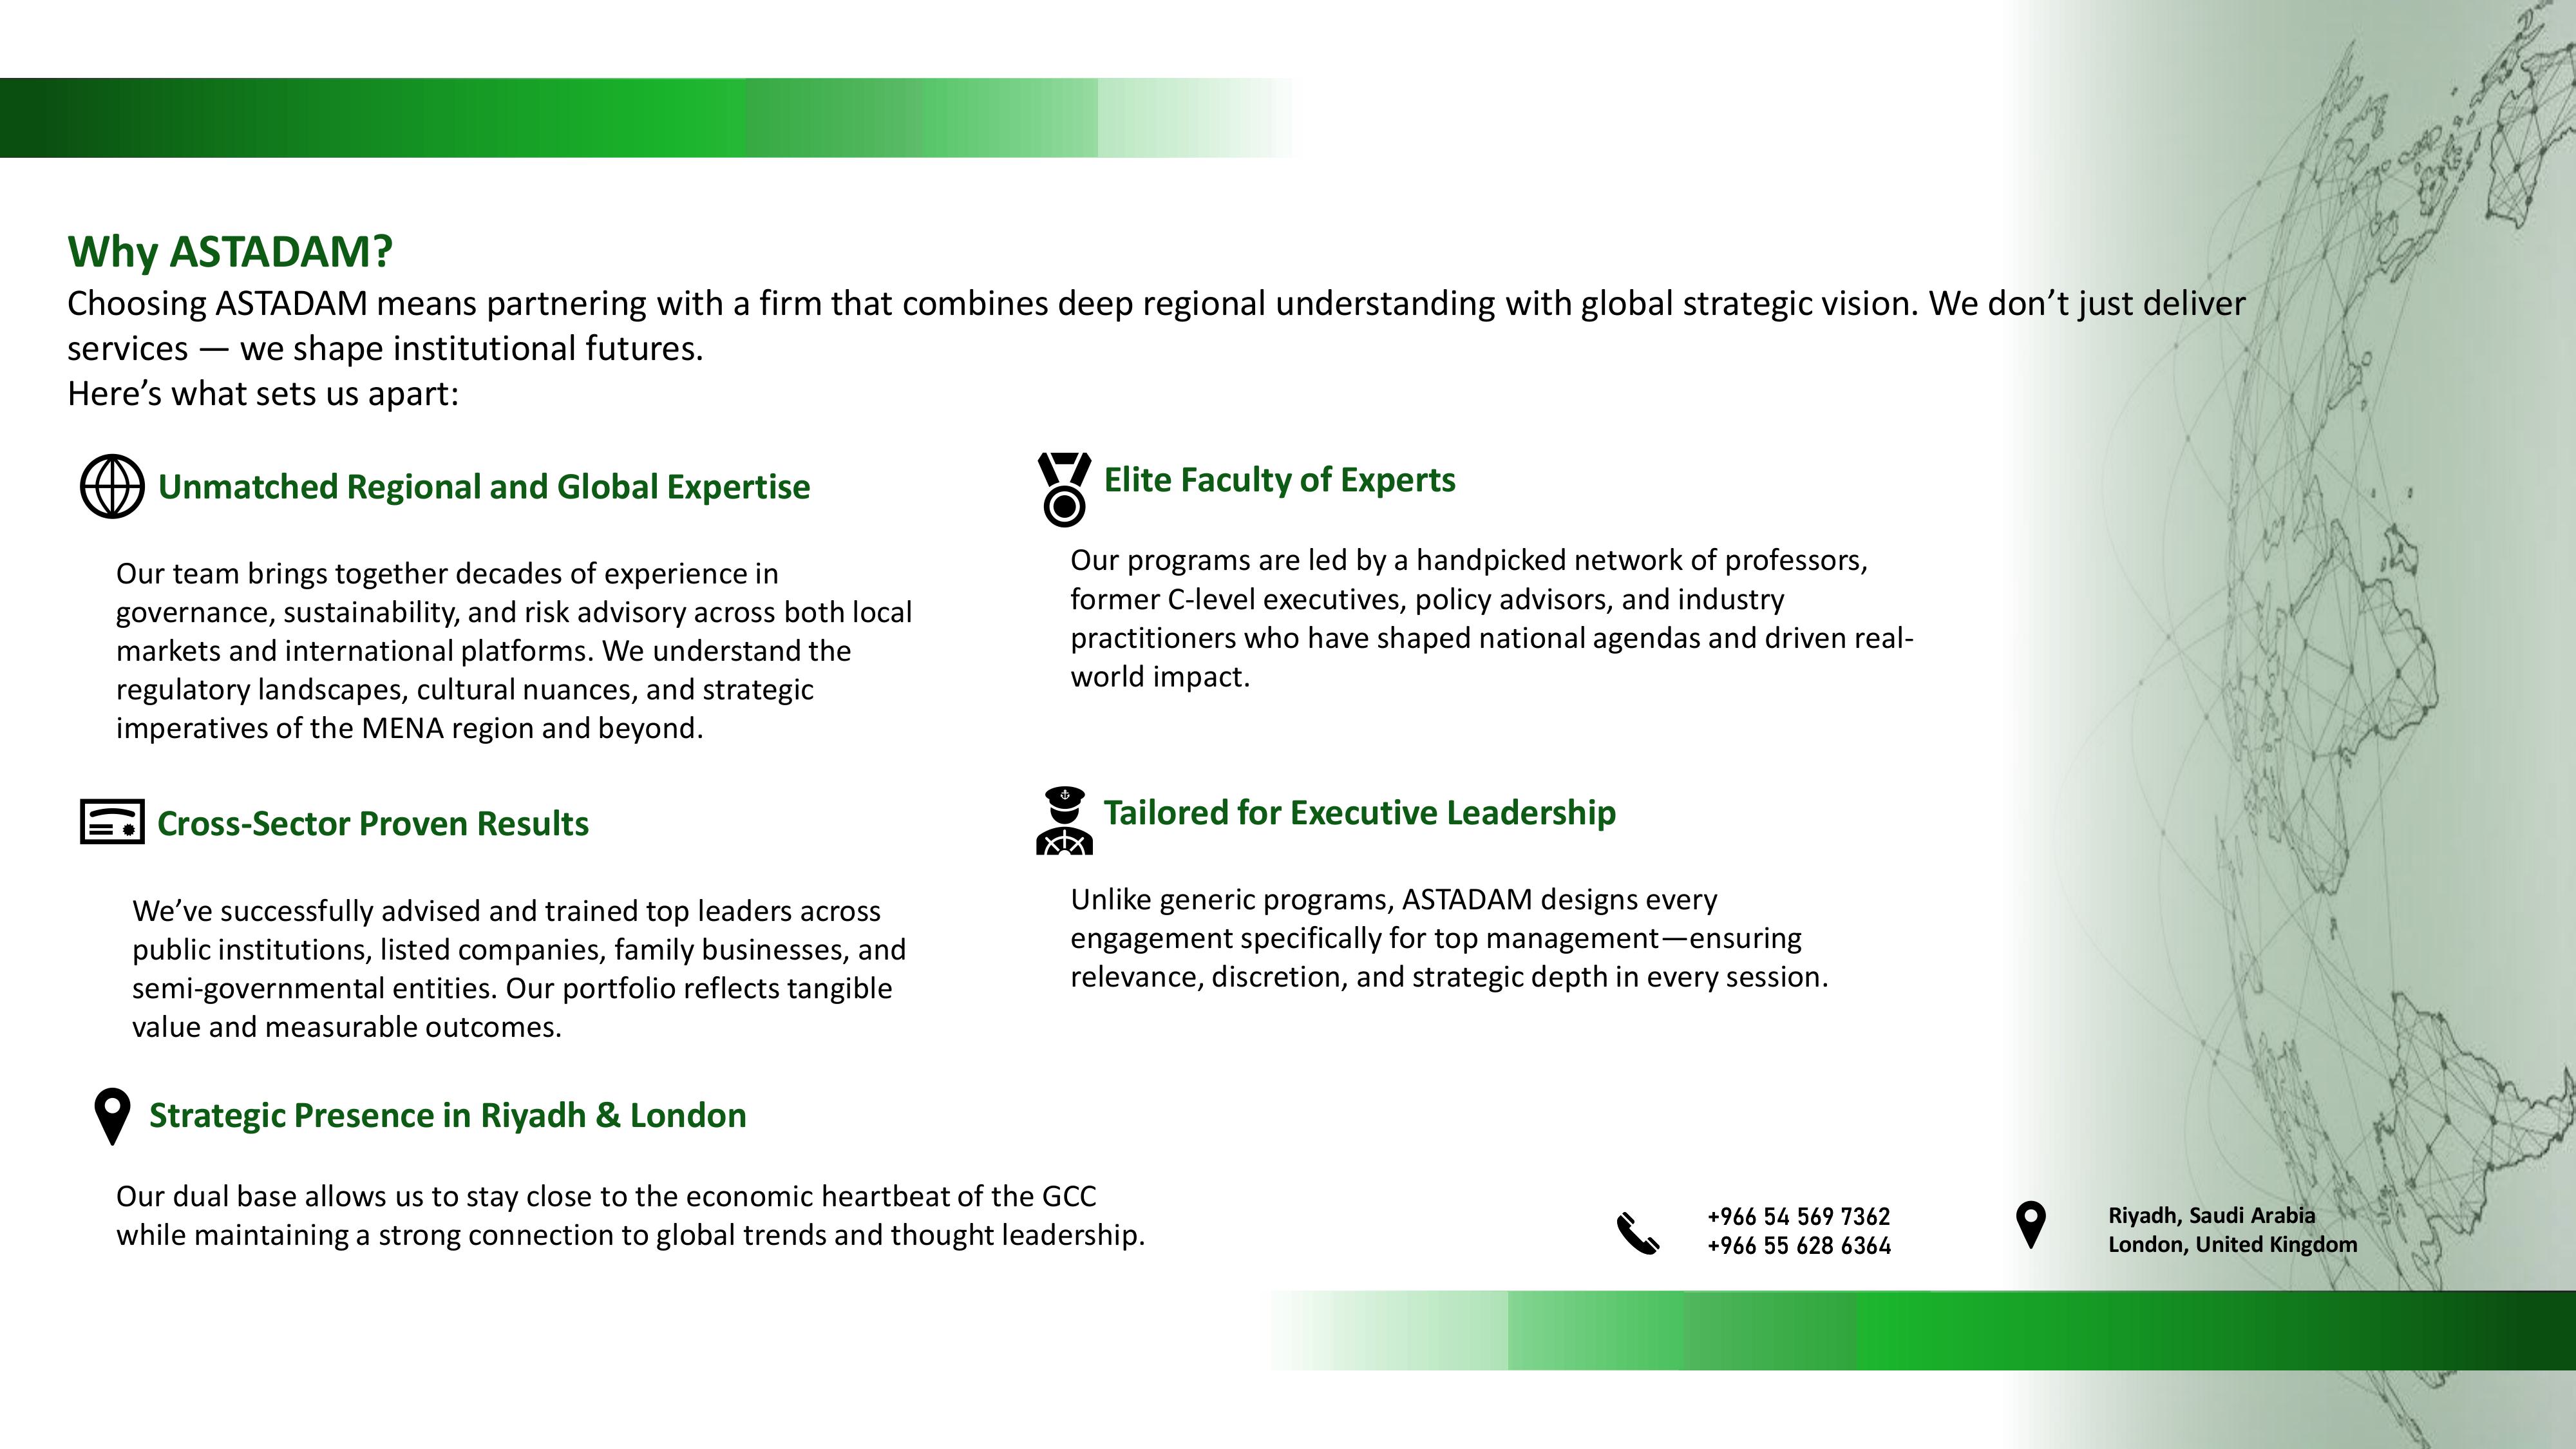 Why ASTADAM?
Choosing ASTADAM means partnering with a firm that combines deep regional understanding with global strategic vision. We don’t just deliver
services — we shape institutional futures.
Here’s what sets us apart:
Unmatched Regional and Global Expertise
Our team brings together decades of experience in
governance, sustainability, and risk advisory across both local
markets and international platforms. We understand the
regulatory landscapes, cultural nuances, and strategic
imperatives of the MENA region and beyond.
Elite Faculty of Experts
Our programs are led by a handpicked network of professors,
former C-level executives, policy advisors, and industry
practitioners who have shaped national agendas and driven real-
world impact.
Cross-Sector Proven Results
We’ve successfully advised and trained top leaders across
public institutions, listed companies, family businesses, and
semi-governmental entities. Our portfolio reflects tangible
value and measurable outcomes.
Tailored for Executive Leadership
Unlike generic programs, ASTADAM designs every
engagement specifically for top management—ensuring
relevance, discretion, and strategic depth in every session.
Strategic Presence in Riyadh & London
Our dual base allows us to stay close to the economic heartbeat of the GCC
while maintaining a strong connection to global trends and thought leadership.
+966 54 569 7362
+966 55 628 6364
Riyadh, Saudi Arabia
London, United Kingdom